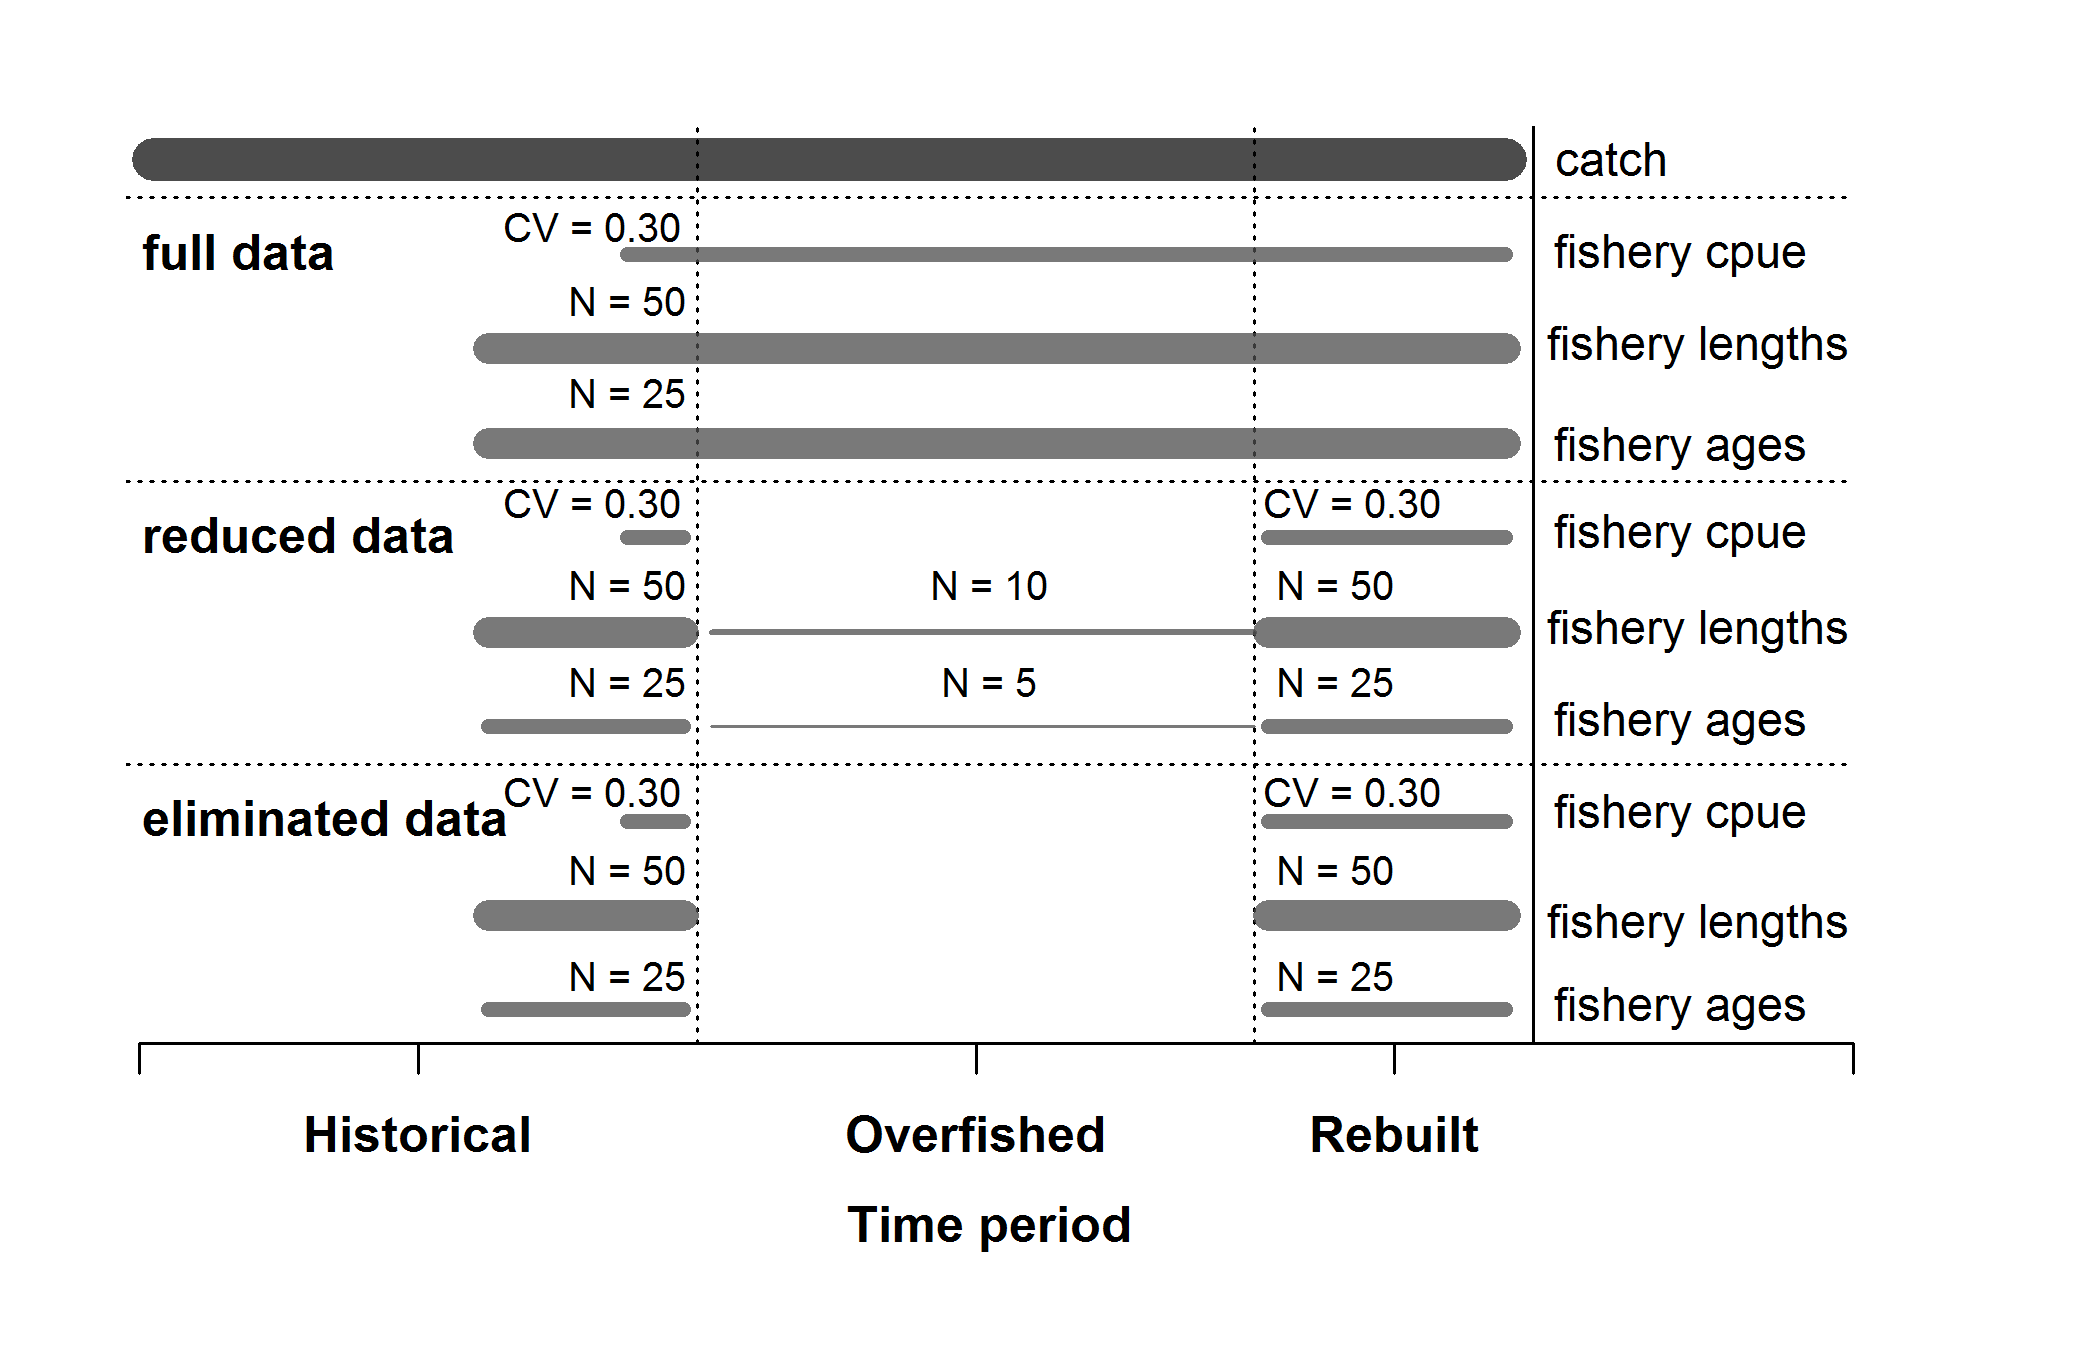 catch
CV = 0.30
full data
fishery cpue
N = 50
fishery lengths
N = 25
fishery ages
CV = 0.30
CV = 0.30
reduced data
fishery cpue
N = 50
N = 10
N = 50
fishery lengths
N = 25
N = 5
N = 25
fishery ages
CV = 0.30
CV = 0.30
eliminated data
fishery cpue
N = 50
N = 50
fishery lengths
N = 25
N = 25
fishery ages
Historical
Overfished
Rebuilt
Time period